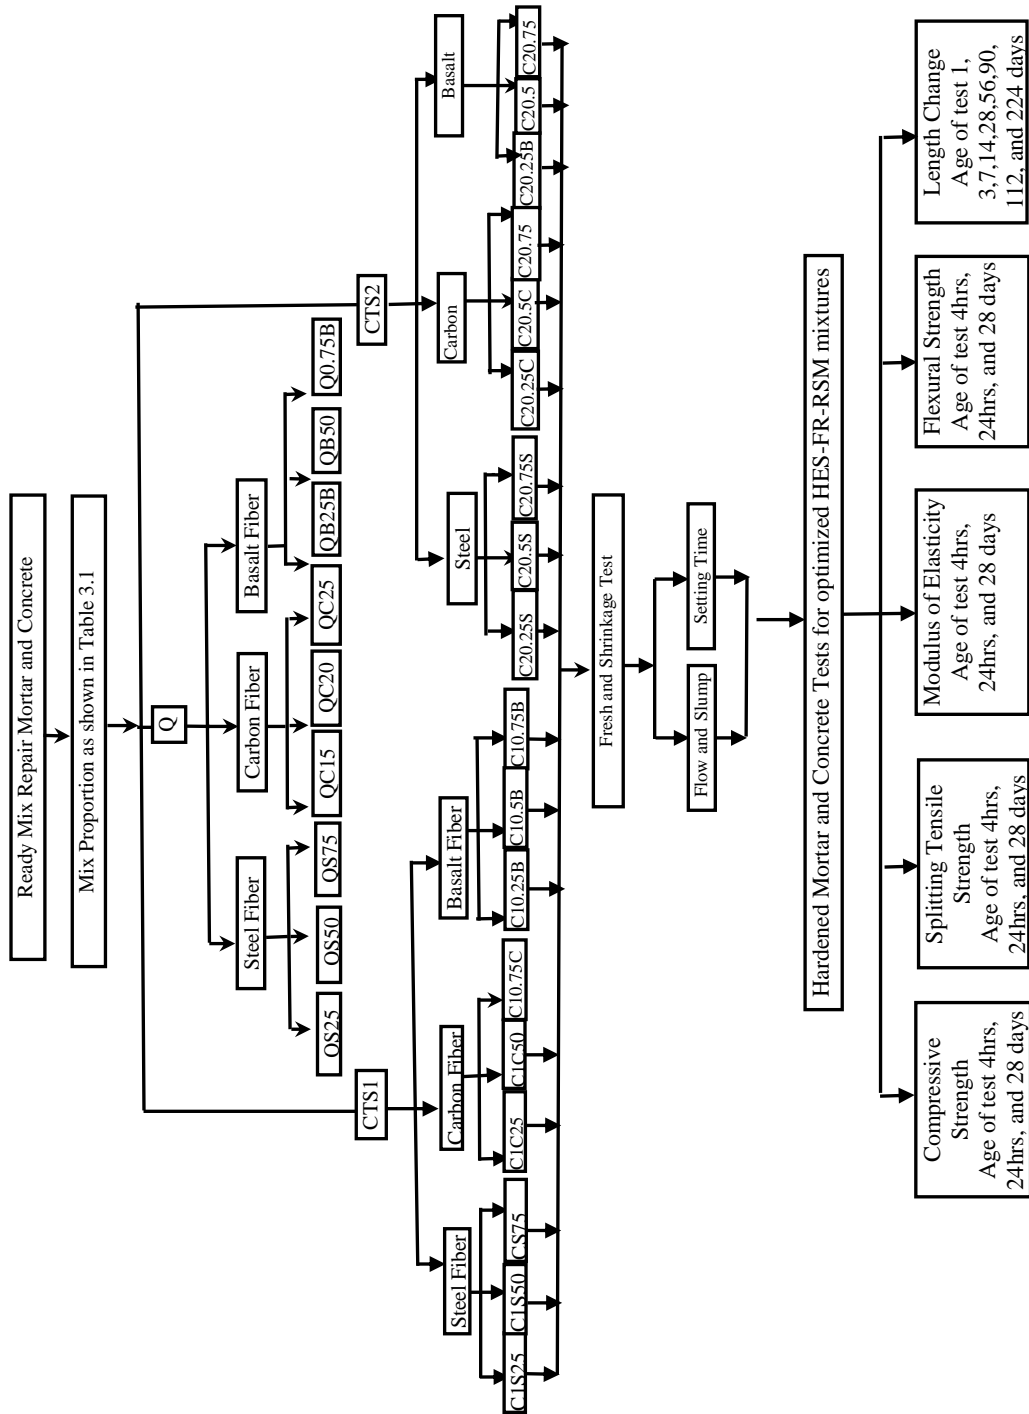 Ready Mix Repair Mortar and Concrete
Mix Proportion as shown in Table 3.1
Q
Steel Fiber
Carbon Fiber
Basalt Fiber
QS25
QS50
QS75
QC15
QC20
QC25
QB25B
QB50
Q0.75B
CTS1
CTS2
Steel Fiber
Carbon Fiber
Basalt Fiber
Steel
Carbon
Basalt
C1S25
C1S50
CS75
C1C25
C1C50
C10.75C
C10.25B
C10.5B
C10.75B
C20.25S
C20.5S
C20.75S
C20.25C
C20.5C
C20.75
C20.25B
C20.5
C20.75
Fresh and Shrinkage Test
Flow and Slump
Setting Time
Hardened Mortar and Concrete Tests for optimized HES-FR-RSM mixtures
Compressive
Strength
Age of test 4hrs,
24hrs, and 28 days
Splitting Tensile
Strength
Age of test 4hrs,
24hrs, and 28 days
Modulus of Elasticity
Age of test 4hrs,
24hrs, and 28 days
Flexural Strength
Age of test 4hrs,
24hrs, and 28 days
Length Change
Age of test 1,
3,7,14,28,56,90,
112, and 224 days